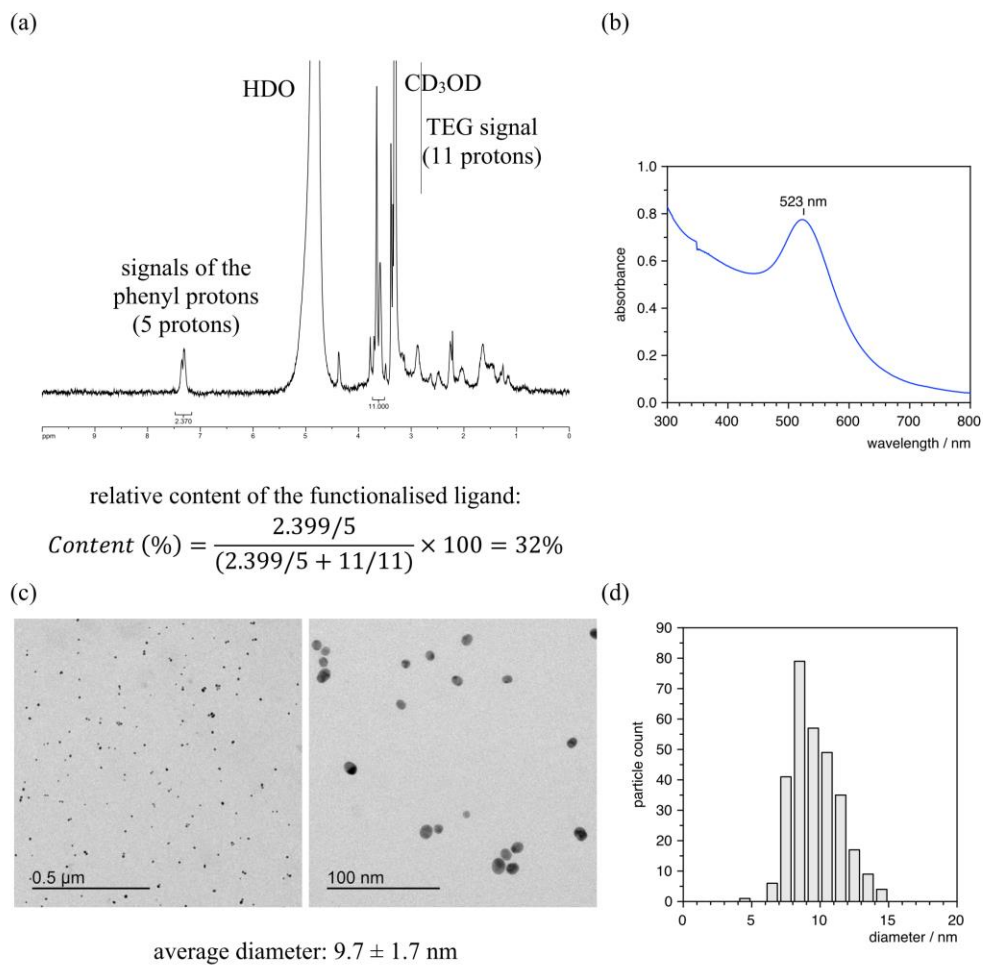 (a)
HDO
CD₃OD
TEG signal
(11 protons)
signals of the
phenyl protons
(5 protons)
2.370
11.000
ppm 9 8 7 6 5 4 3 2 1 0
relative content of the functionalised ligand:
Content (%) = 2.399/5 / (2.399/5 + 11/11) × 100 = 32%
(b)
1.0
0.8
0.6
0.4
0.2
0.0
absorbance
523 nm
300 400 500 600 700 800
wavelength / nm
(c)
0.5 µm
100 nm
average diameter: 9.7 ± 1.7 nm
(d)
90
80
70
60
50
40
30
20
10
0
particle count
0 5 10 15 20
diameter / nm